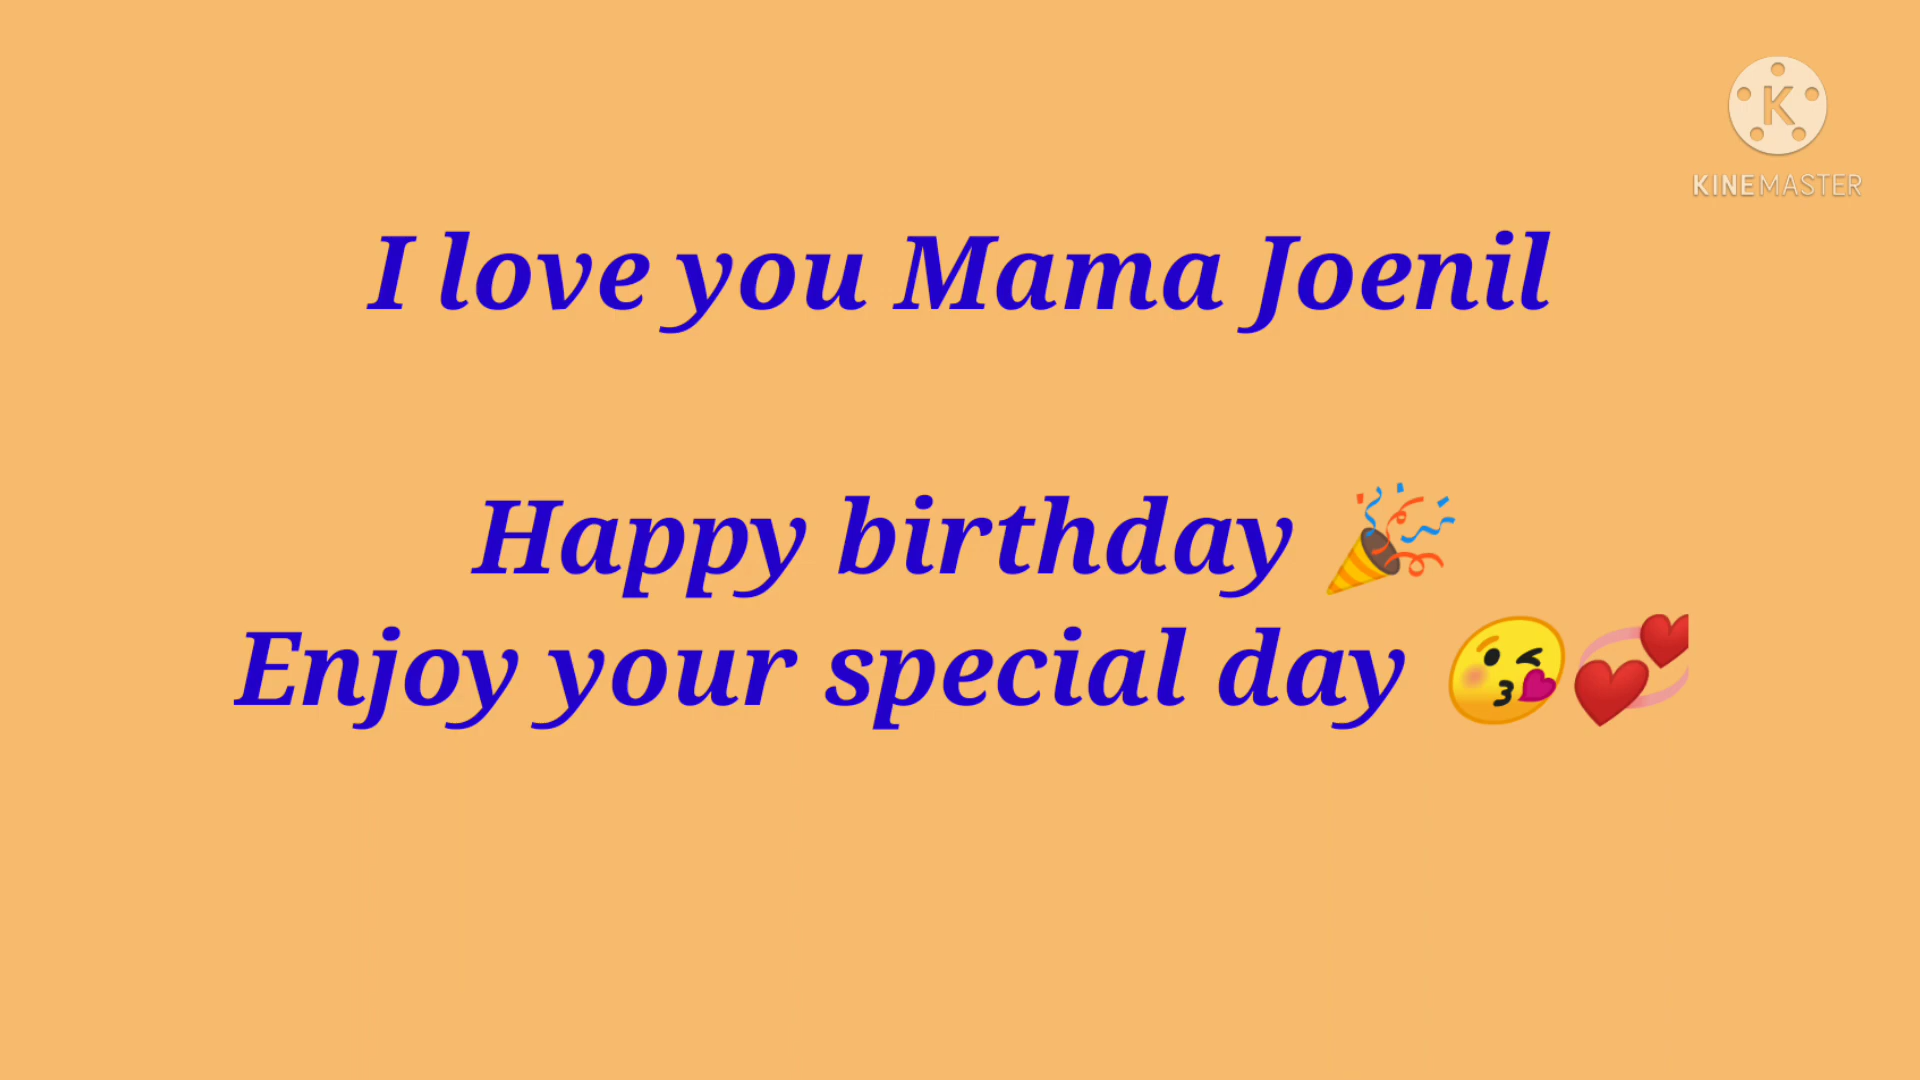 K
KINEMASTER
I love you Mama Joenil
Happy birthday 🎉
Enjoy your special day 😘💞